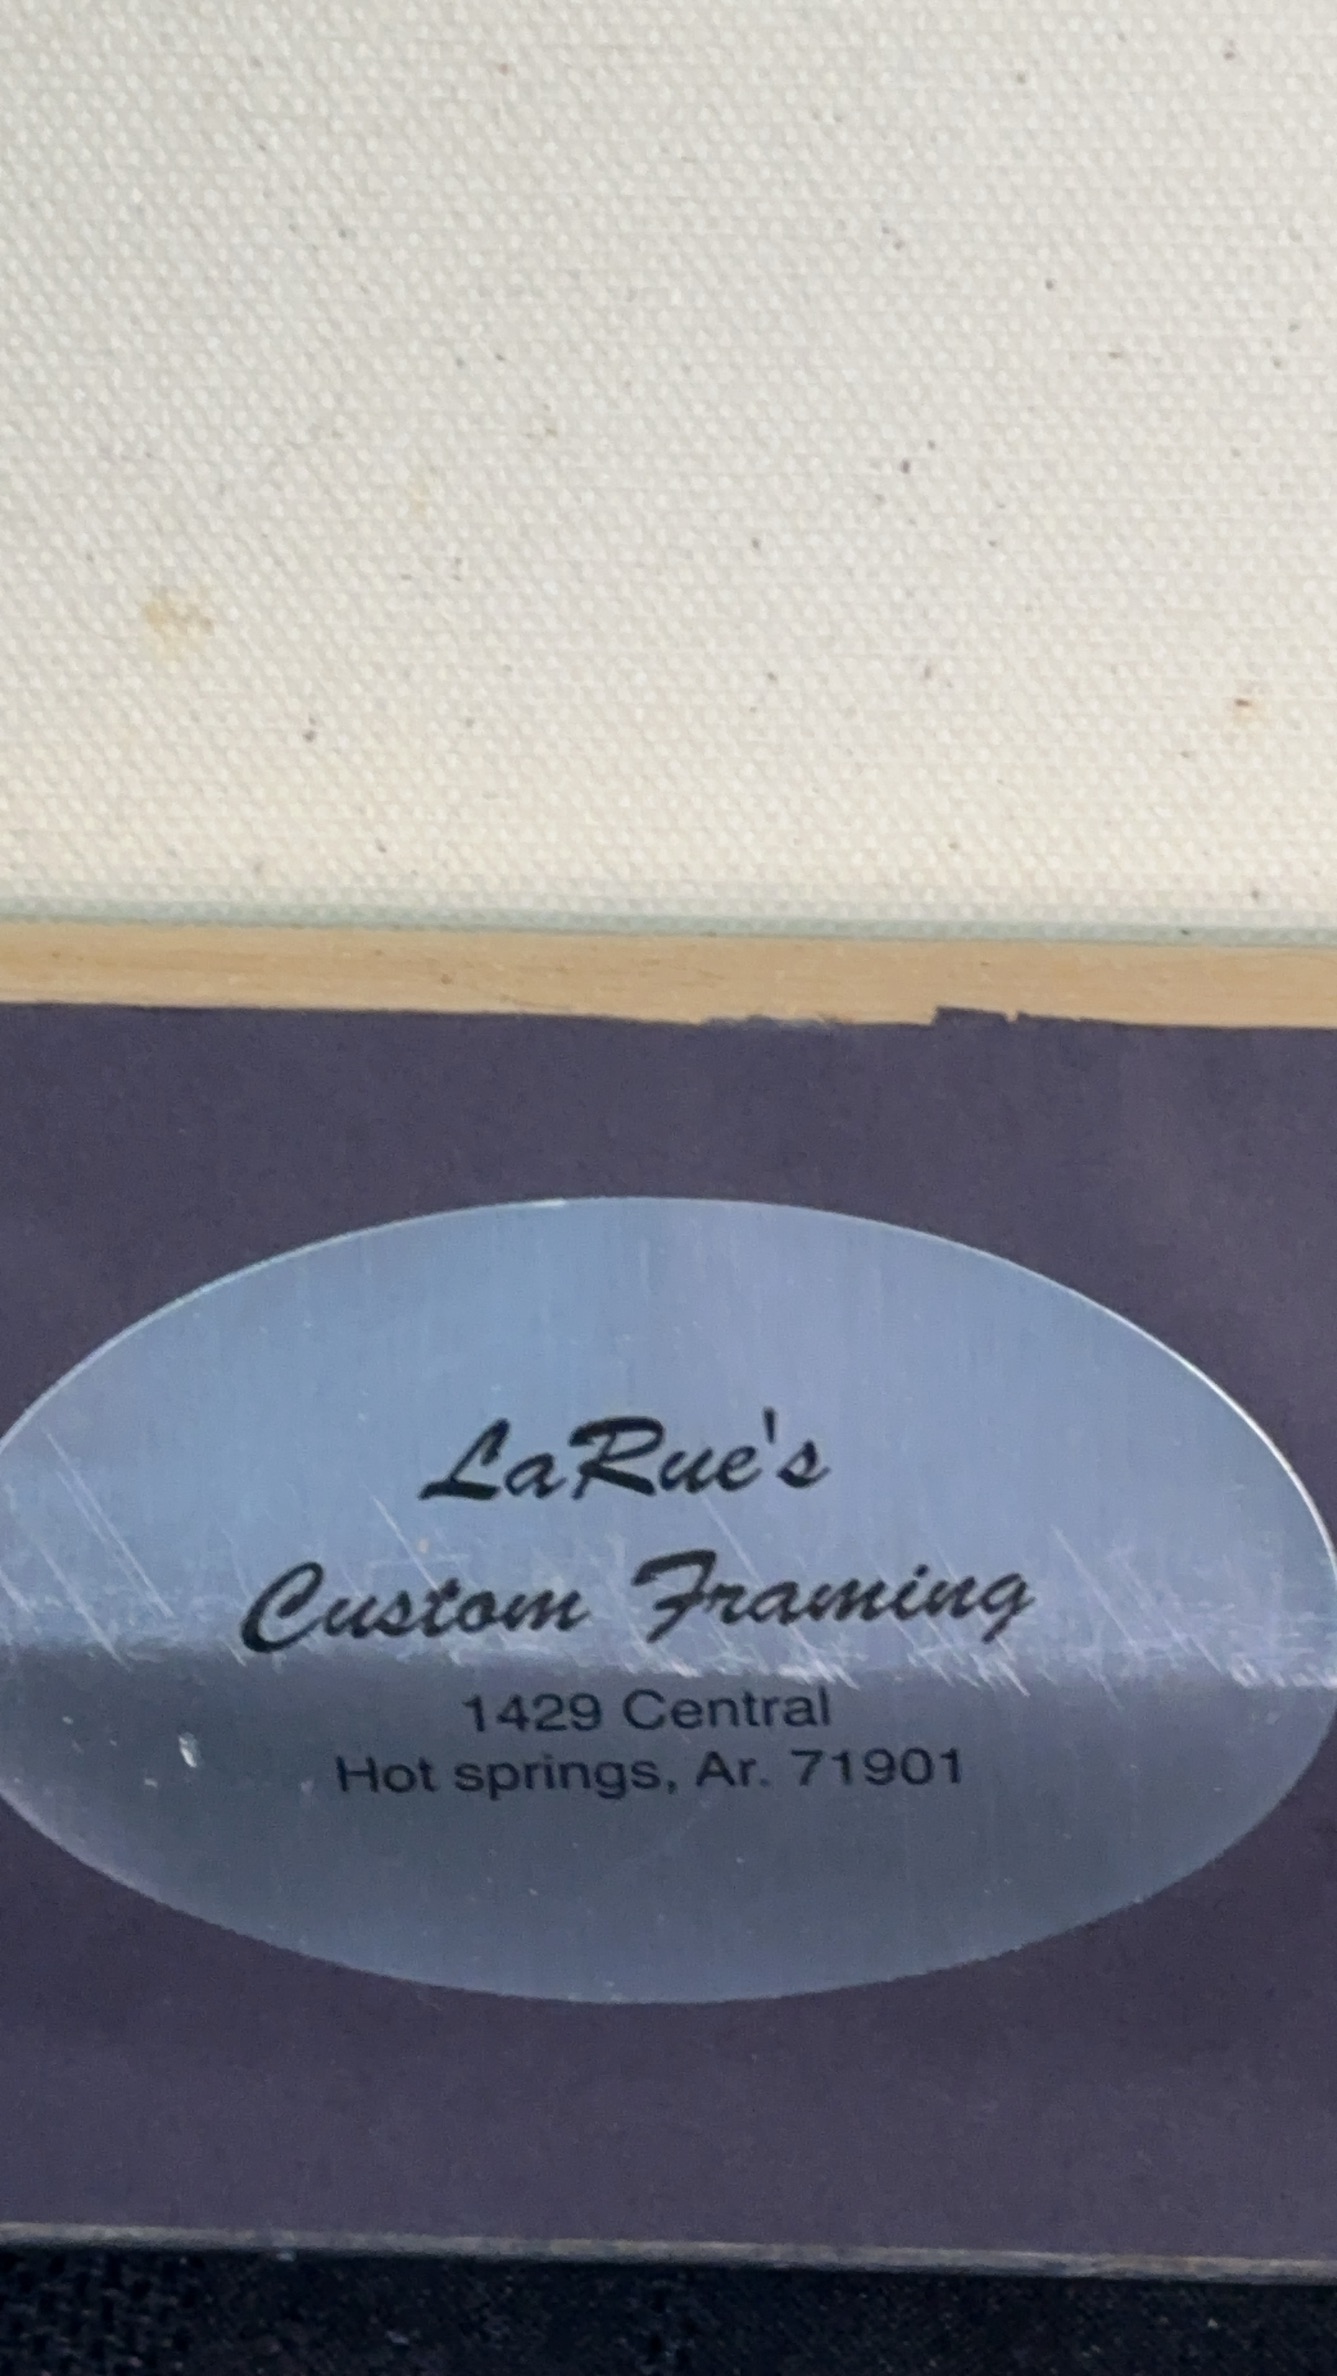 LaRue's
Custom Framing
1429 Central
Hot springs, Ar. 71901